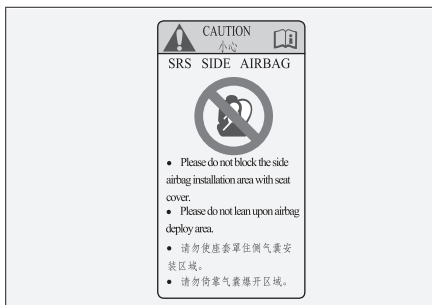 CAUTION
小心
SRS SIDE AIRBAG
• Please do not block the side
airbag installation area with seat
cover.
• Please do not lean upon airbag
deploy area.
• 请勿使座套罩住侧气囊安
装区域。
• 请勿倚靠气囊爆开区域。